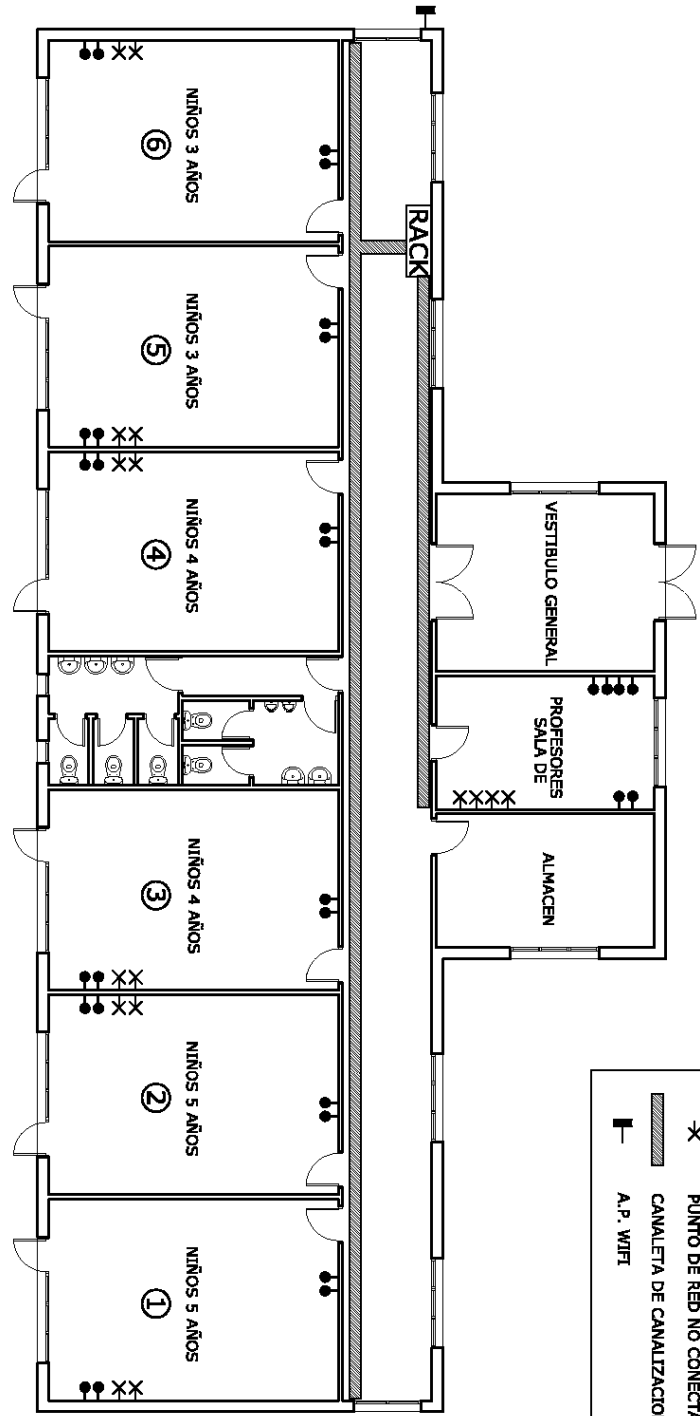 PUNTO DE RED NO CONECTA
CANALETA DE CANALIZACIO
A.P. WIFI
VESTIBULO GENERAL
PROFESORES
SALA DE
ALMACEN
RACK
NIÑOS 3 AÑOS
6
NIÑOS 3 AÑOS
5
NIÑOS 4 AÑOS
4
NIÑOS 4 AÑOS
3
NIÑOS 5 AÑOS
2
NIÑOS 5 AÑOS
1